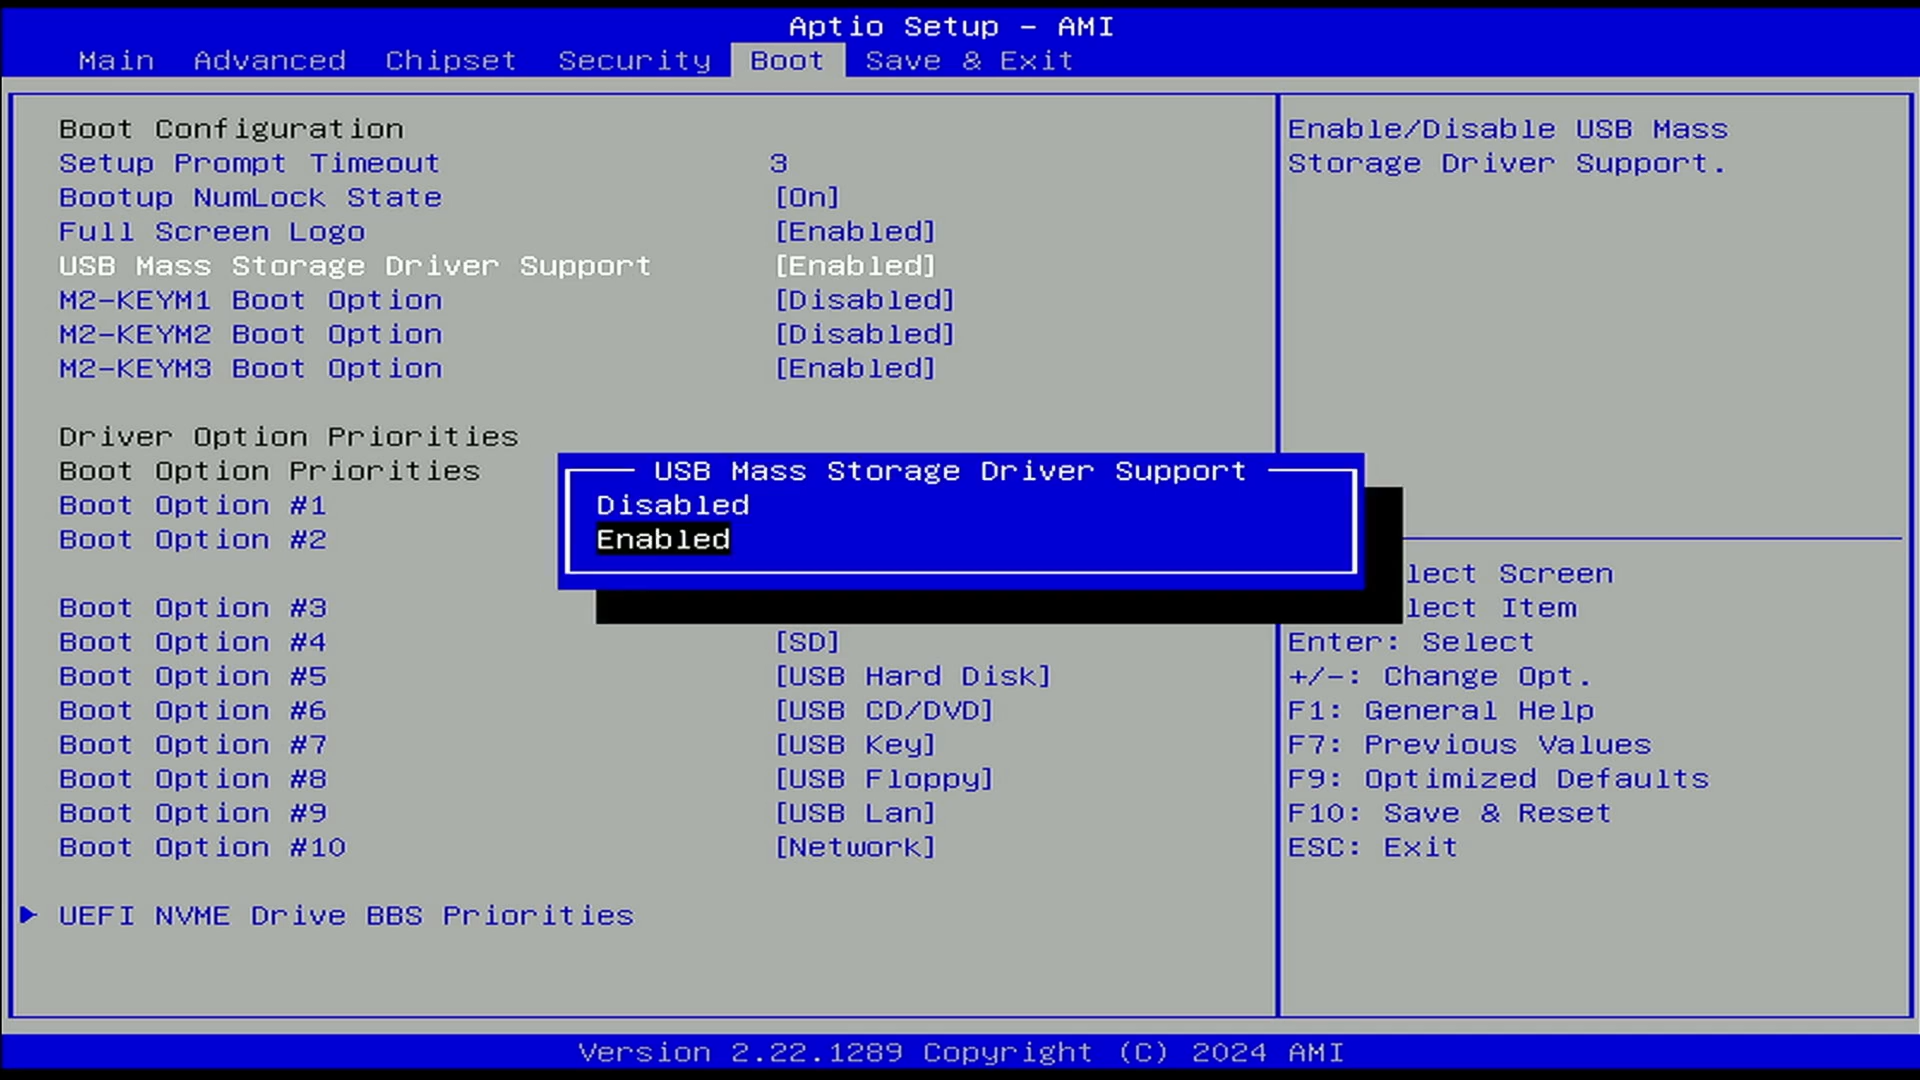 Aptio Setup – AMI
Main Advanced Chipset Security Boot Save & Exit
Boot Configuration
Setup Prompt Timeout 3
Bootup NumLock State [On]
Full Screen Logo [Enabled]
USB Mass Storage Driver Support [Enabled]
M2-KEYM1 Boot Option [Disabled]
M2-KEYM2 Boot Option [Disabled]
M2-KEYM3 Boot Option [Enabled]
Driver Option Priorities
Boot Option Priorities
Boot Option #1
Boot Option #2
Boot Option #3
Boot Option #4 [SD]
Boot Option #5 [USB Hard Disk]
Boot Option #6 [USB CD/DVD]
Boot Option #7 [USB Key]
Boot Option #8 [USB Floppy]
Boot Option #9 [USB Lan]
Boot Option #10 [Network]
UEFI NVME Drive BBS Priorities
USB Mass Storage Driver Support
Disabled
Enabled
Enable/Disable USB Mass
Storage Driver Support.
lect Screen
lect Item
Enter: Select
+/-: Change Opt.
F1: General Help
F7: Previous Values
F9: Optimized Defaults
F10: Save & Reset
ESC: Exit
Version 2.22.1289 Copyright (C) 2024 AMI